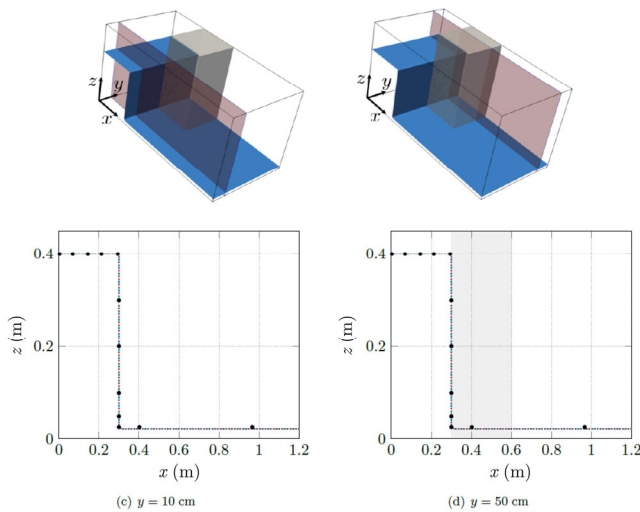 z y x
z y x
z (m)
0.4
0.2
0
0 0.2 0.4 0.6 0.8 1 1.2
x (m)
(c) y = 10 cm
z (m)
0.4
0.2
0
0 0.2 0.4 0.6 0.8 1 1.2
x (m)
(d) y = 50 cm